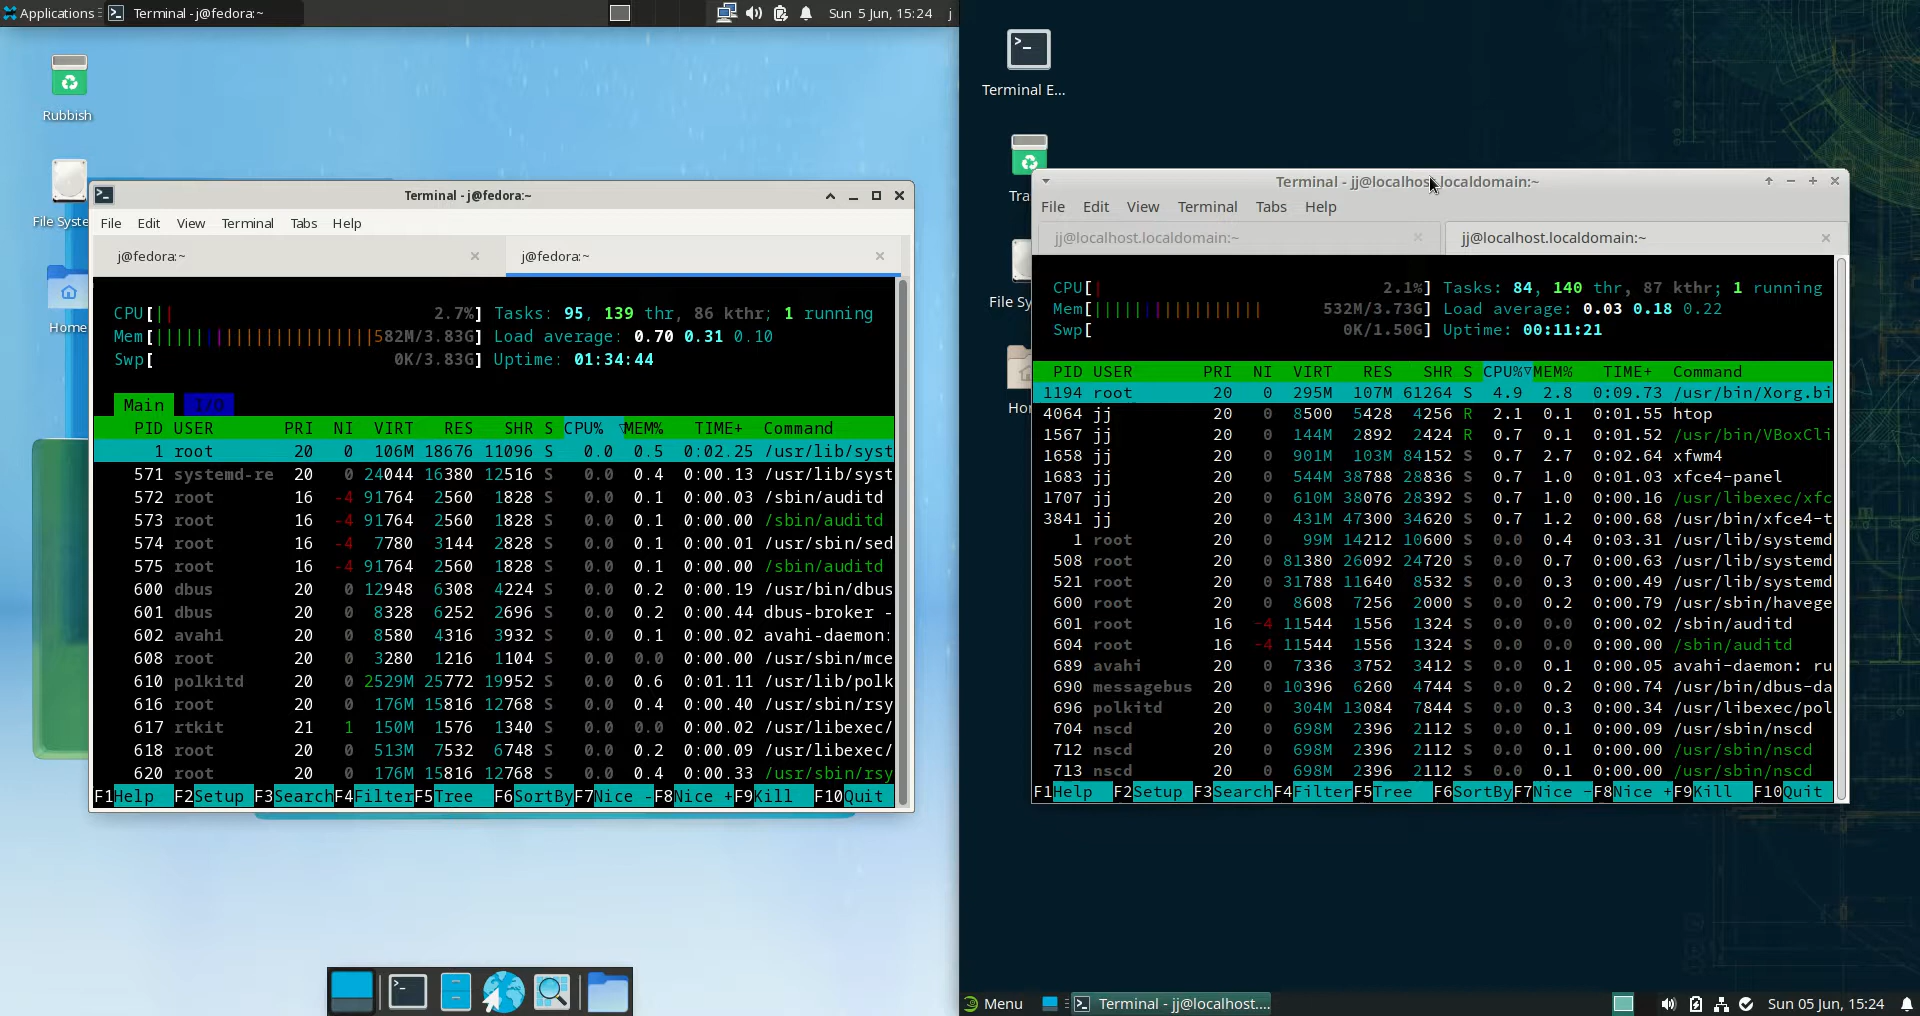 Applications
Terminal - j@fedora:~
Sun 5 Jun, 15:24
j
Rubbish
File Syste
Home
Terminal - j@fedora:~
File Edit View Terminal Tabs Help
j@fedora:~
j@fedora:~
CPU[|| 2.7%] Tasks: 95, 139 thr, 86 kthr; 1 running
Mem[||||||||||||||||||||||582M/3.83G] Load average: 0.70 0.31 0.10
Swp[ 0K/3.83G] Uptime: 01:34:44
Main I/O
PID USER PRI NI VIRT RES SHR S CPU% ▽MEM% TIME+ Command
1 root 20 0 106M 18676 11096 S 0.0 0.5 0:02.25 /usr/lib/syst
571 systemd-re 20 0 24044 16380 12516 S 0.0 0.4 0:00.13 /usr/lib/syst
572 root 16 -4 91764 2560 1828 S 0.0 0.1 0:00.03 /sbin/auditd
573 root 16 -4 91764 2560 1828 S 0.0 0.1 0:00.00 /sbin/auditd
574 root 16 -4 7780 3144 2828 S 0.0 0.1 0:00.01 /usr/sbin/sed
575 root 16 -4 91764 2560 1828 S 0.0 0.1 0:00.00 /sbin/auditd
600 dbus 20 0 12948 6308 4224 S 0.0 0.2 0:00.19 /usr/bin/dbus
601 dbus 20 0 8328 6252 2696 S 0.0 0.2 0:00.44 dbus-broker -
602 avahi 20 0 8580 4316 3932 S 0.0 0.1 0:00.02 avahi-daemon:
608 root 20 0 3280 1216 1104 S 0.0 0.0 0:00.00 /usr/sbin/mce
610 polkitd 20 0 2529M 25772 19952 S 0.0 0.6 0:01.11 /usr/lib/polk
616 root 20 0 176M 15816 12768 S 0.0 0.4 0:00.40 /usr/sbin/rsy
617 rtkit 21 1 150M 1576 1340 S 0.0 0.0 0:00.02 /usr/libexec/
618 root 20 0 513M 7532 6748 S 0.0 0.2 0:00.09 /usr/libexec/
620 root 20 0 176M 15816 12768 S 0.0 0.4 0:00.33 /usr/sbin/rsy
F1Help F2Setup F3SearchF4FilterF5Tree F6SortByF7Nice -F8Nice +F9Kill F10Quit
Terminal E...
Tra
File Sy
Ho
Terminal - jj@localhost.localdomain:~
File Edit View Terminal Tabs Help
jj@localhost.localdomain:~
jj@localhost.localdomain:~
CPU[| 2.1%] Tasks: 84, 140 thr, 87 kthr; 1 running
Mem[||||||||||||||||| 532M/3.73G] Load average: 0.03 0.18 0.22
Swp[ 0K/1.50G] Uptime: 00:11:21
PID USER PRI NI VIRT RES SHR S CPU%▽MEM% TIME+ Command
1194 root 20 0 295M 107M 61264 S 4.9 2.8 0:09.73 /usr/bin/Xorg.bi
4064 jj 20 0 8500 5428 4256 R 2.1 0.1 0:01.55 htop
1567 jj 20 0 144M 2892 2424 R 0.7 0.1 0:01.52 /usr/bin/VBoxCli
1658 jj 20 0 901M 103M 84152 S 0.7 2.7 0:02.64 xfwm4
1683 jj 20 0 544M 38788 28836 S 0.7 1.0 0:01.03 xfce4-panel
1707 jj 20 0 610M 38076 28392 S 0.7 1.0 0:00.16 /usr/libexec/xfc
3841 jj 20 0 431M 47300 34620 S 0.7 1.2 0:00.68 /usr/bin/xfce4-t
1 root 20 0 99M 14212 10600 S 0.0 0.4 0:03.31 /usr/lib/systemd
508 root 20 0 81380 26092 24720 S 0.0 0.7 0:00.63 /usr/lib/systemd
521 root 20 0 31788 11640 8532 S 0.0 0.3 0:00.49 /usr/lib/systemd
600 root 20 0 8608 7256 2000 S 0.0 0.2 0:00.79 /usr/sbin/havege
601 root 16 -4 11544 1556 1324 S 0.0 0.0 0:00.02 /sbin/auditd
604 root 16 -4 11544 1556 1324 S 0.0 0.0 0:00.00 /sbin/auditd
689 avahi 20 0 7336 3752 3412 S 0.0 0.1 0:00.05 avahi-daemon: ru
690 messagebus 20 0 10396 6260 4744 S 0.0 0.2 0:00.74 /usr/bin/dbus-da
696 polkitd 20 0 304M 13084 7844 S 0.0 0.3 0:00.34 /usr/libexec/pol
704 nscd 20 0 698M 2396 2112 S 0.0 0.1 0:00.09 /usr/sbin/nscd
712 nscd 20 0 698M 2396 2112 S 0.0 0.1 0:00.00 /usr/sbin/nscd
713 nscd 20 0 698M 2396 2112 S 0.0 0.1 0:00.00 /usr/sbin/nscd
F1Help F2Setup F3SearchF4FilterF5Tree F6SortByF7Nice -F8Nice +F9Kill F10Quit
Menu
Terminal - jj@localhost....
Sun 05 Jun, 15:24